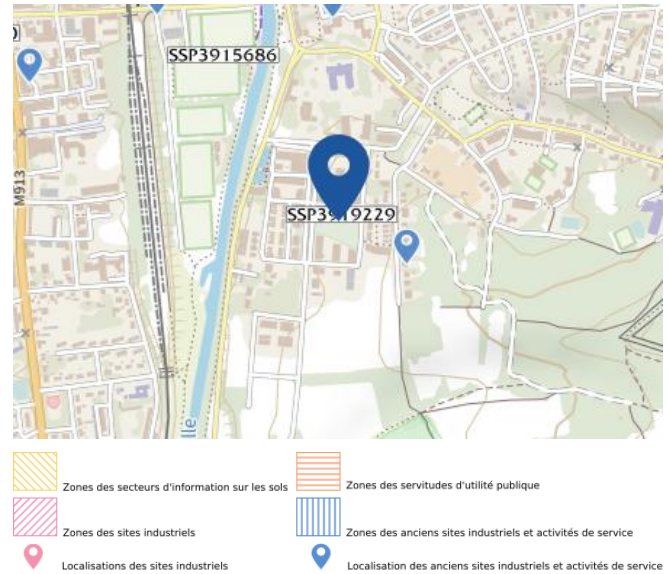 SSP3915686
M913
SSP3919229
lle
Zones des secteurs d'information sur les sols
Zones des servitudes d'utilité publique
Zones des sites industriels
Zones des anciens sites industriels et activités de service
Localisations des sites industriels
Localisation des anciens sites industriels et activités de service